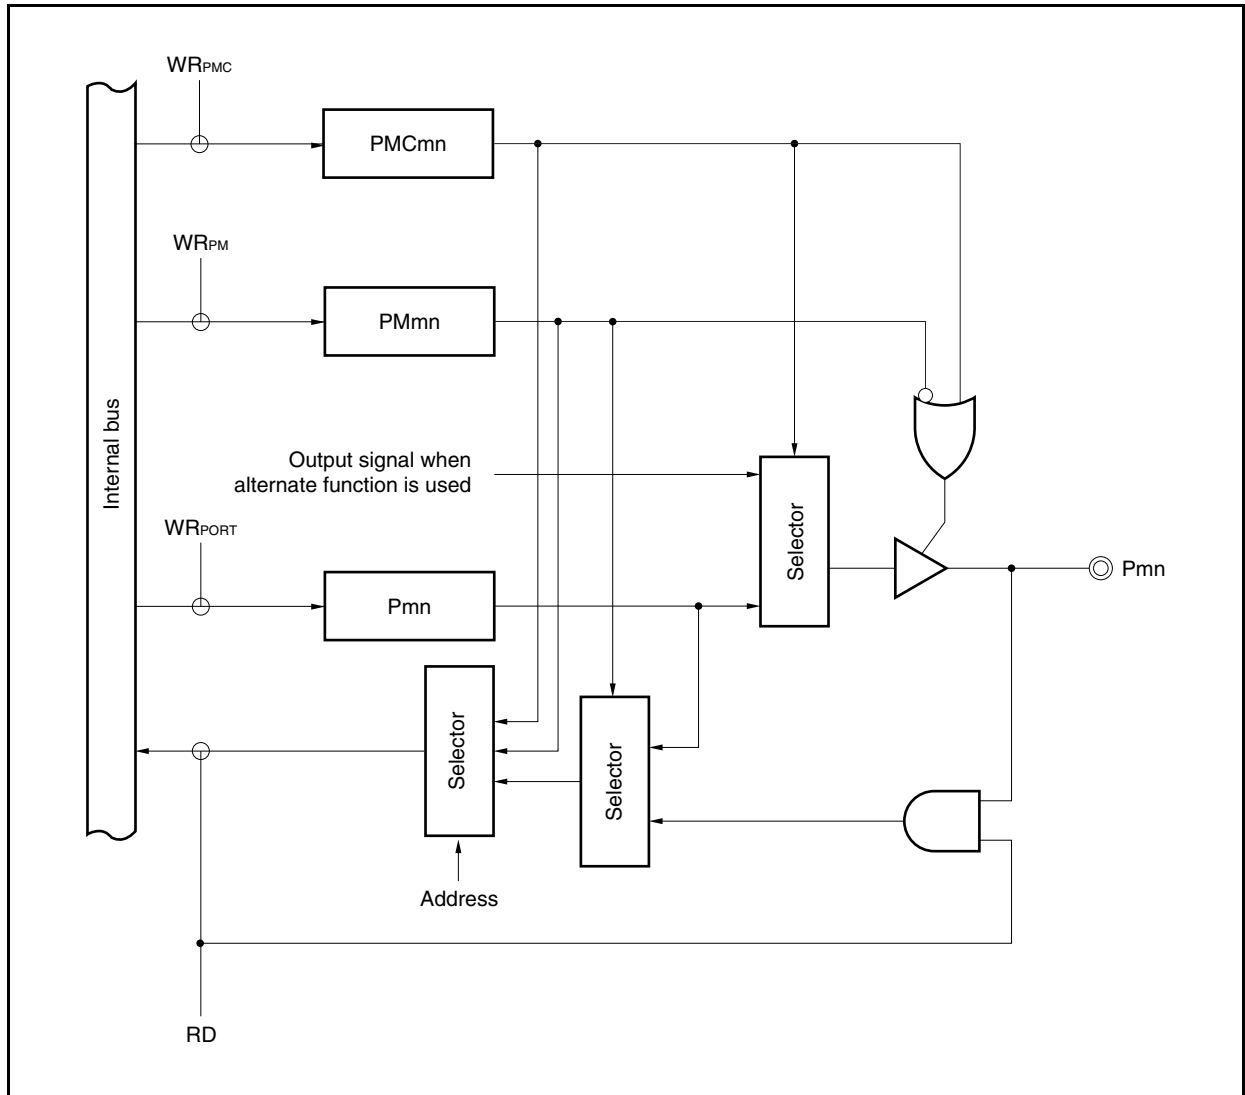 WRPMC
PMCmn
WRPM
PMmn
Internal bus
Output signal when
alternate function is used
Selector
WRPORT
Pmn
Pmn
Selector
Selector
Address
RD